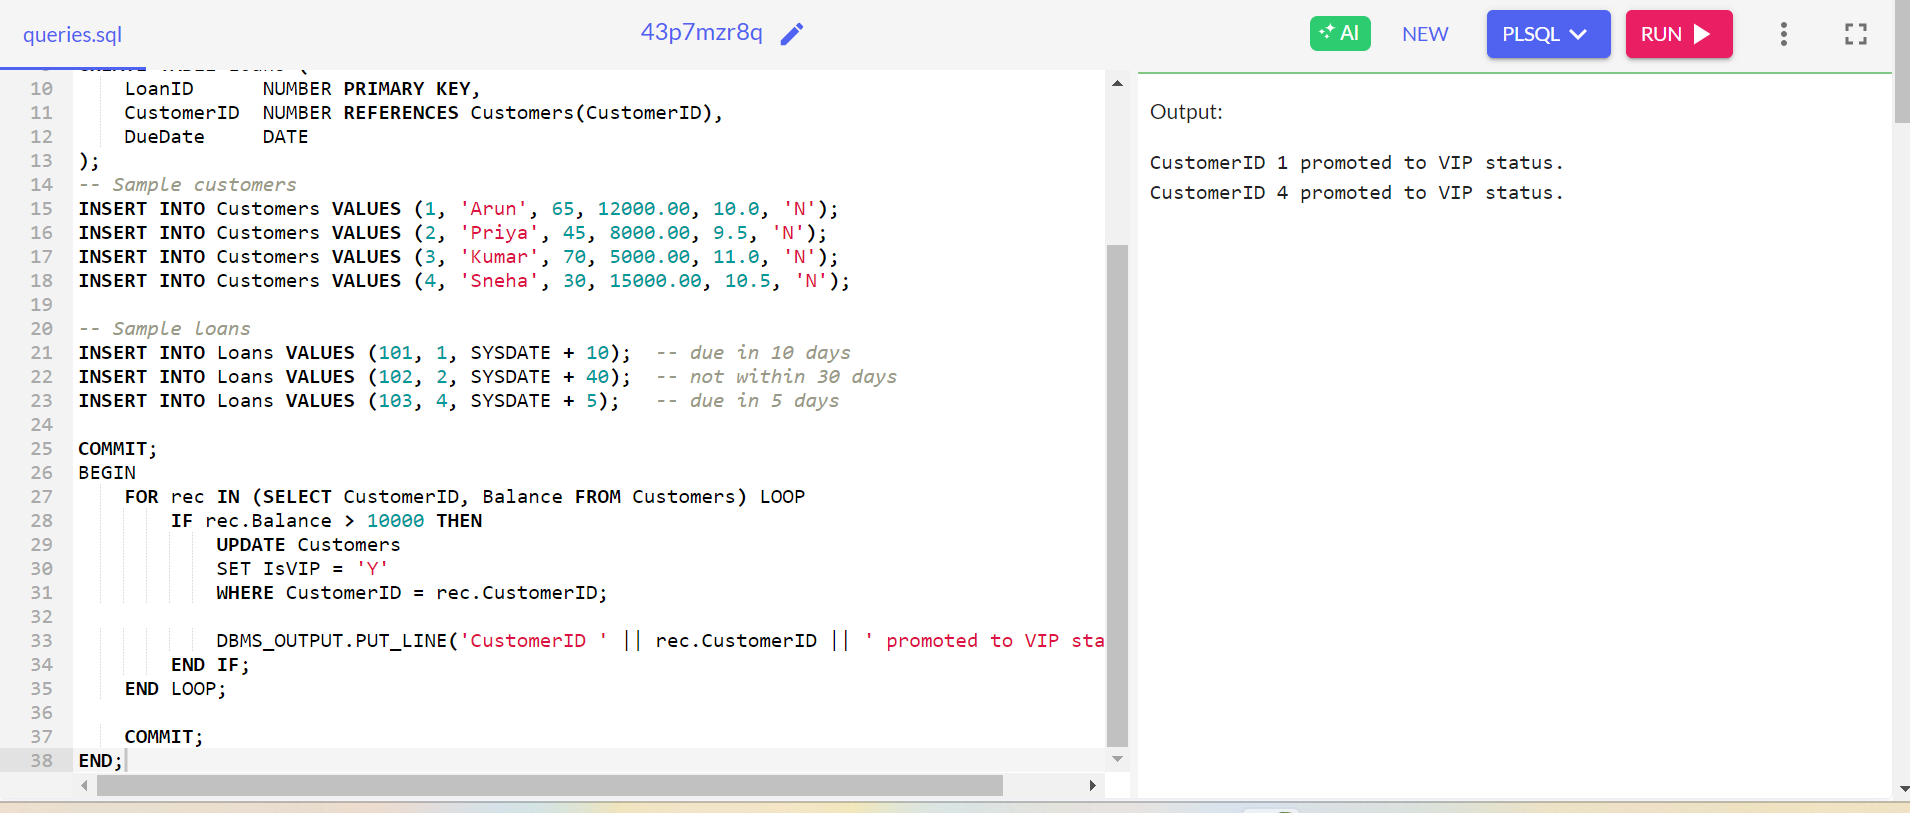 queries.sql
43p7mzr8q
AI
NEW
PLSQL
RUN
9 CREATE TABLE Loans (
10 LoanID NUMBER PRIMARY KEY,
11 CustomerID NUMBER REFERENCES Customers(CustomerID),
12 DueDate DATE
13 );
14 -- Sample customers
15 INSERT INTO Customers VALUES (1, 'Arun', 65, 12000.00, 10.0, 'N');
16 INSERT INTO Customers VALUES (2, 'Priya', 45, 8000.00, 9.5, 'N');
17 INSERT INTO Customers VALUES (3, 'Kumar', 70, 5000.00, 11.0, 'N');
18 INSERT INTO Customers VALUES (4, 'Sneha', 30, 15000.00, 10.5, 'N');
19
20 -- Sample loans
21 INSERT INTO Loans VALUES (101, 1, SYSDATE + 10); -- due in 10 days
22 INSERT INTO Loans VALUES (102, 2, SYSDATE + 40); -- not within 30 days
23 INSERT INTO Loans VALUES (103, 4, SYSDATE + 5); -- due in 5 days
24
25 COMMIT;
26 BEGIN
27 FOR rec IN (SELECT CustomerID, Balance FROM Customers) LOOP
28 IF rec.Balance > 10000 THEN
29 UPDATE Customers
30 SET IsVIP = 'Y'
31 WHERE CustomerID = rec.CustomerID;
32
33 DBMS_OUTPUT.PUT_LINE('CustomerID ' || rec.CustomerID || ' promoted to VIP sta
34 END IF;
35 END LOOP;
36
37 COMMIT;
38 END;
Output:
CustomerID 1 promoted to VIP status.
CustomerID 4 promoted to VIP status.